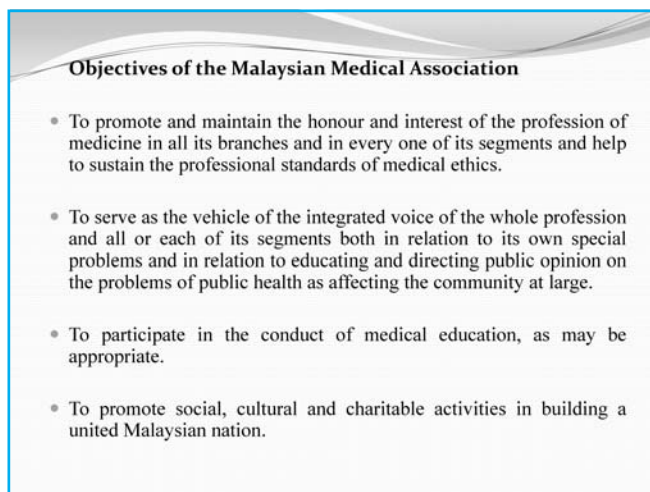 Objectives of the Malaysian Medical Association
• To promote and maintain the honour and interest of the profession of
medicine in all its branches and in every one of its segments and help
to sustain the professional standards of medical ethics.
• To serve as the vehicle of the integrated voice of the whole profession
and all or each of its segments both in relation to its own special
problems and in relation to educating and directing public opinion on
the problems of public health as affecting the community at large.
• To participate in the conduct of medical education, as may be
appropriate.
• To promote social, cultural and charitable activities in building a
united Malaysian nation.